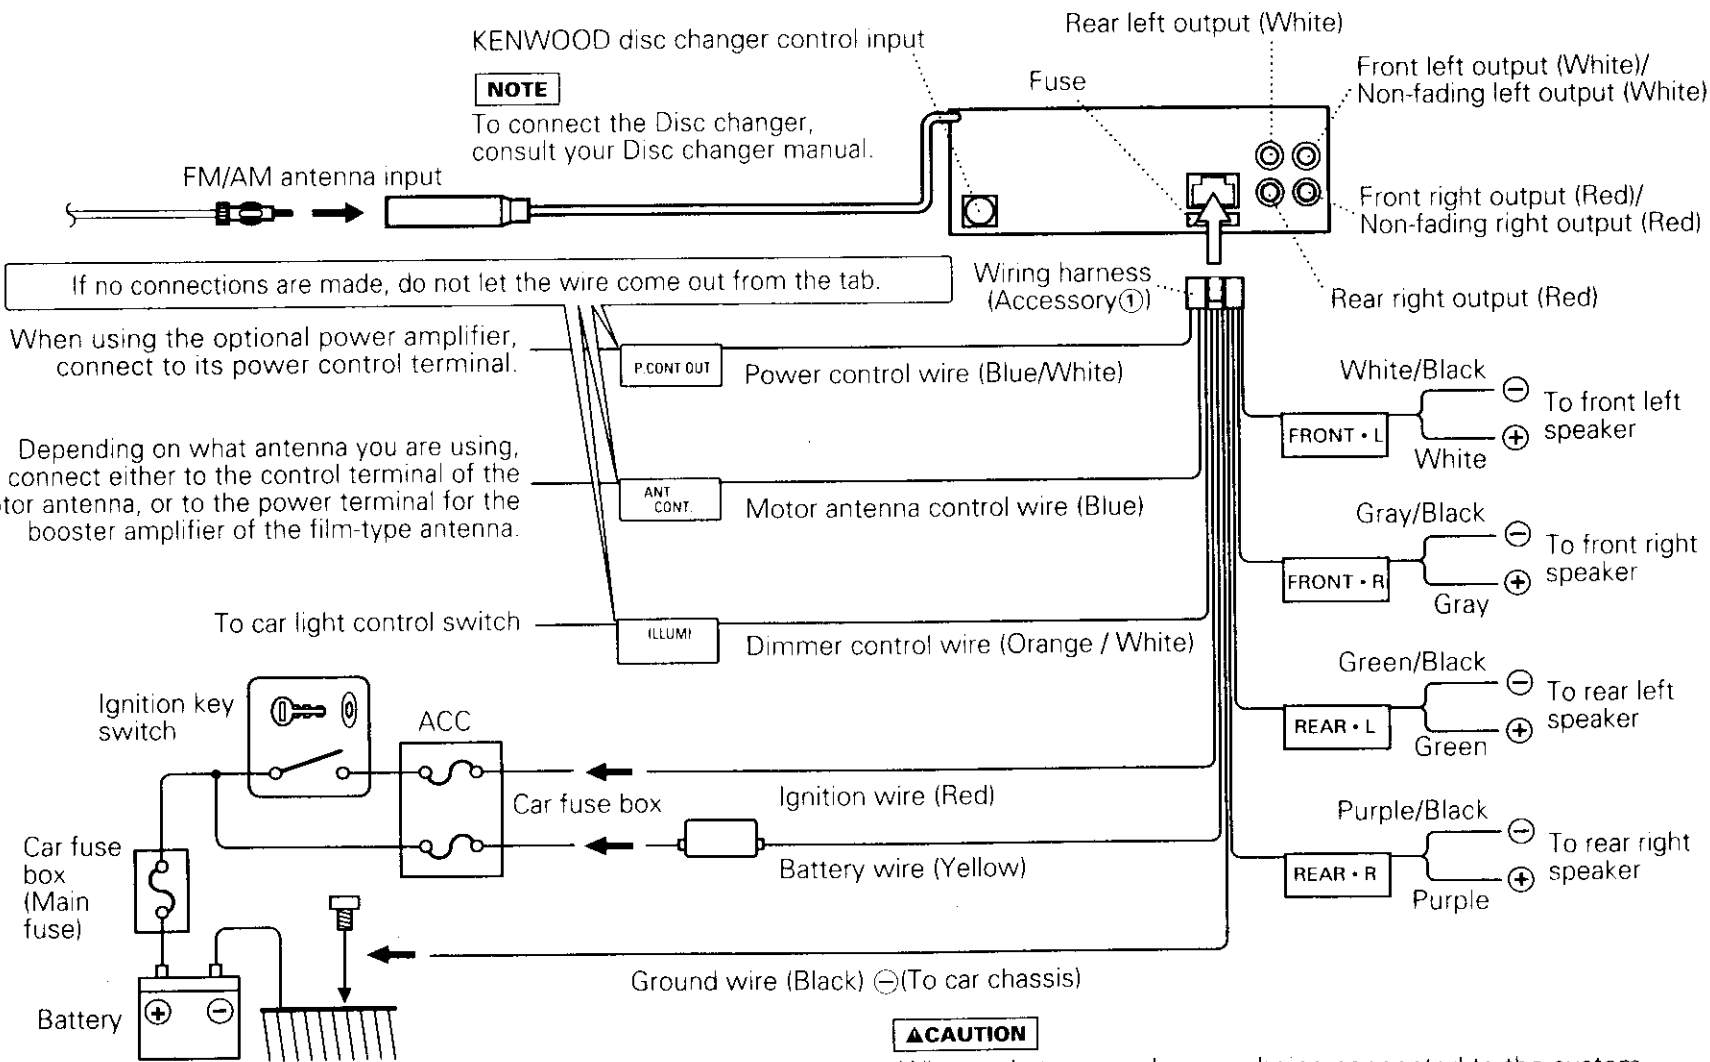 Rear left output (White)
KENWOOD disc changer control input
Front left output (White)/
Non-fading left output (White)
Fuse
NOTE
To connect the Disc changer,
consult your Disc changer manual.
FM/AM antenna input
Front right output (Red)/
Non-fading right output (Red)
If no connections are made, do not let the wire come out from the tab.
Wiring harness
(Accessory①)
Rear right output (Red)
When using the optional power amplifier,
connect to its power control terminal.
P.CONT OUT
Power control wire (Blue/White)
White/Black
⊖
To front left
speaker
FRONT • L
⊕
White
Depending on what antenna you are using,
connect either to the control terminal of the
tor antenna, or to the power terminal for the
booster amplifier of the film-type antenna.
ANT
CONT.
Motor antenna control wire (Blue)
Gray/Black
⊖
To front right
speaker
FRONT • R
⊕
Gray
To car light control switch
ILLUMI
Dimmer control wire (Orange / White)
Green/Black
⊖
To rear left
speaker
REAR • L
⊕
Green
Ignition key
switch
ACC
Ignition wire (Red)
Car fuse box
Purple/Black
⊖
To rear right
speaker
REAR • R
⊕
Purple
Battery wire (Yellow)
Car fuse
box
(Main
fuse)
Ground wire (Black) ⊖(To car chassis)
Battery
⊕
⊖
▲CAUTION